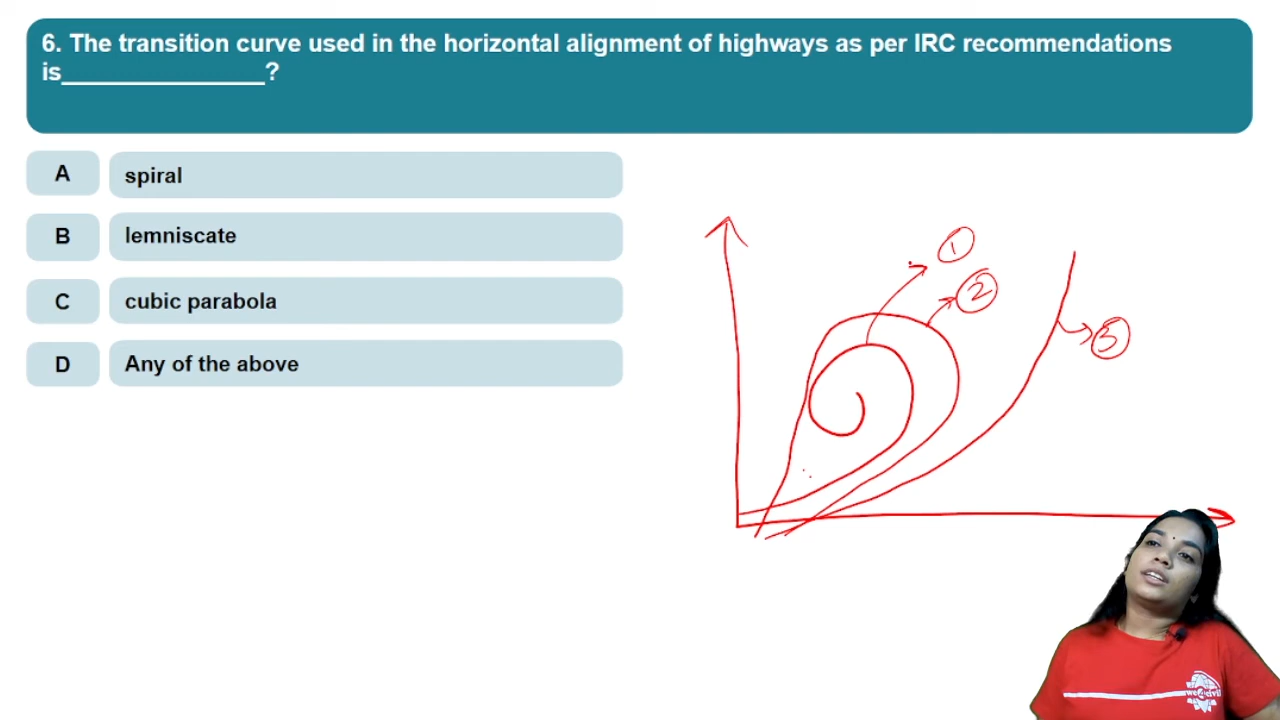 6. The transition curve used in the horizontal alignment of highways as per IRC recommendations
is_______________?
A spiral
B lemniscate
C cubic parabola
D Any of the above
1
2
3